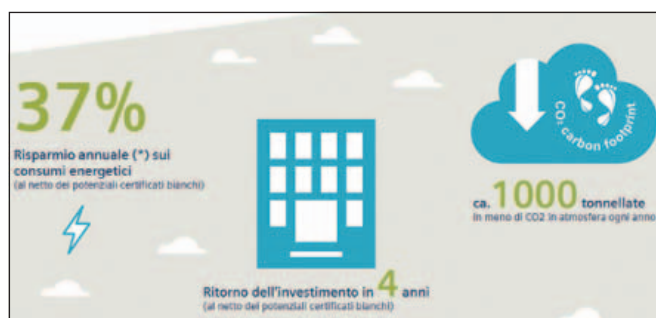 37%
Risparmio annuale (*) sui
consumi energetici
(al netto dei potenziali certificati bianchi)
CO2 carbon footprint
ca. 1000 tonnellate
in meno di CO2 in atmosfera ogni anno
Ritorno dell'investimento in 4 anni
(al netto dei potenziali certificati bianchi)